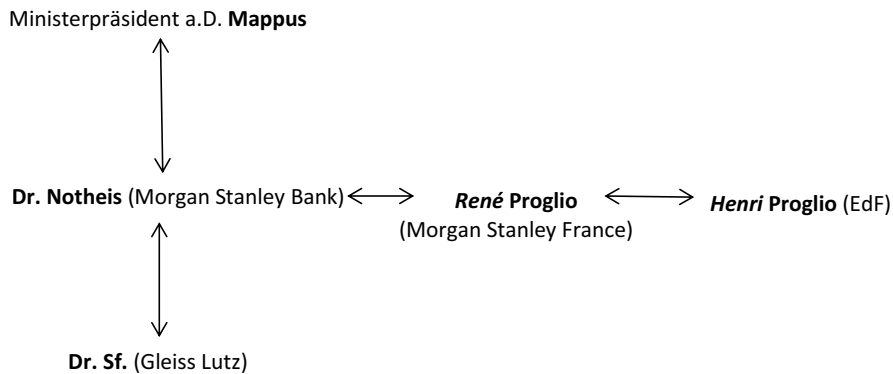 Ministerpräsident a.D. Mappus
Dr. Notheis (Morgan Stanley Bank)
René Proglio
(Morgan Stanley France)
Henri Proglio (EdF)
Dr. Sf. (Gleiss Lutz)